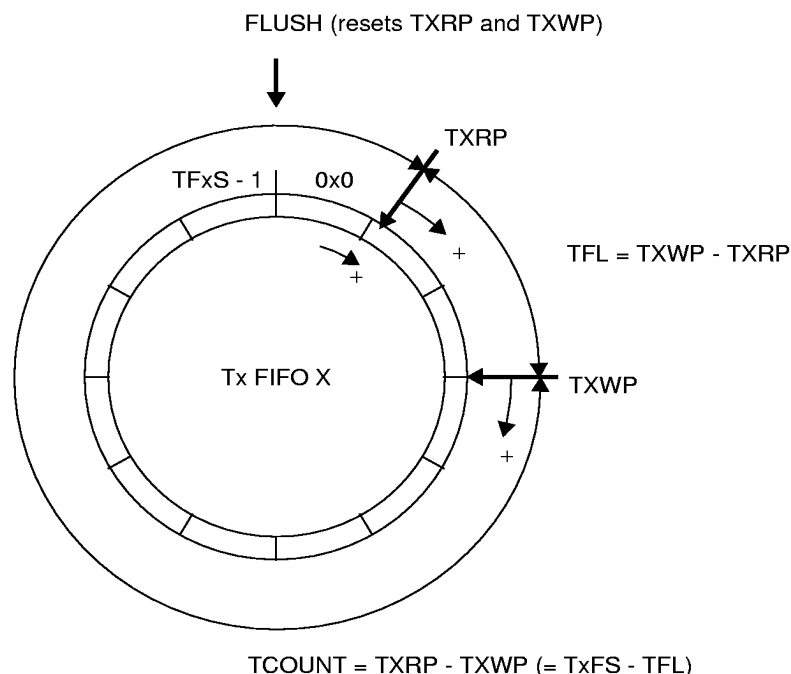 FLUSH (resets TXRP and TXWP)
TXRP
TFxS - 1
0x0
+
+
TFL = TXWP - TXRP
Tx FIFO X
TXWP
+
TCOUNT = TXRP - TXWP (= TxFS - TFL)